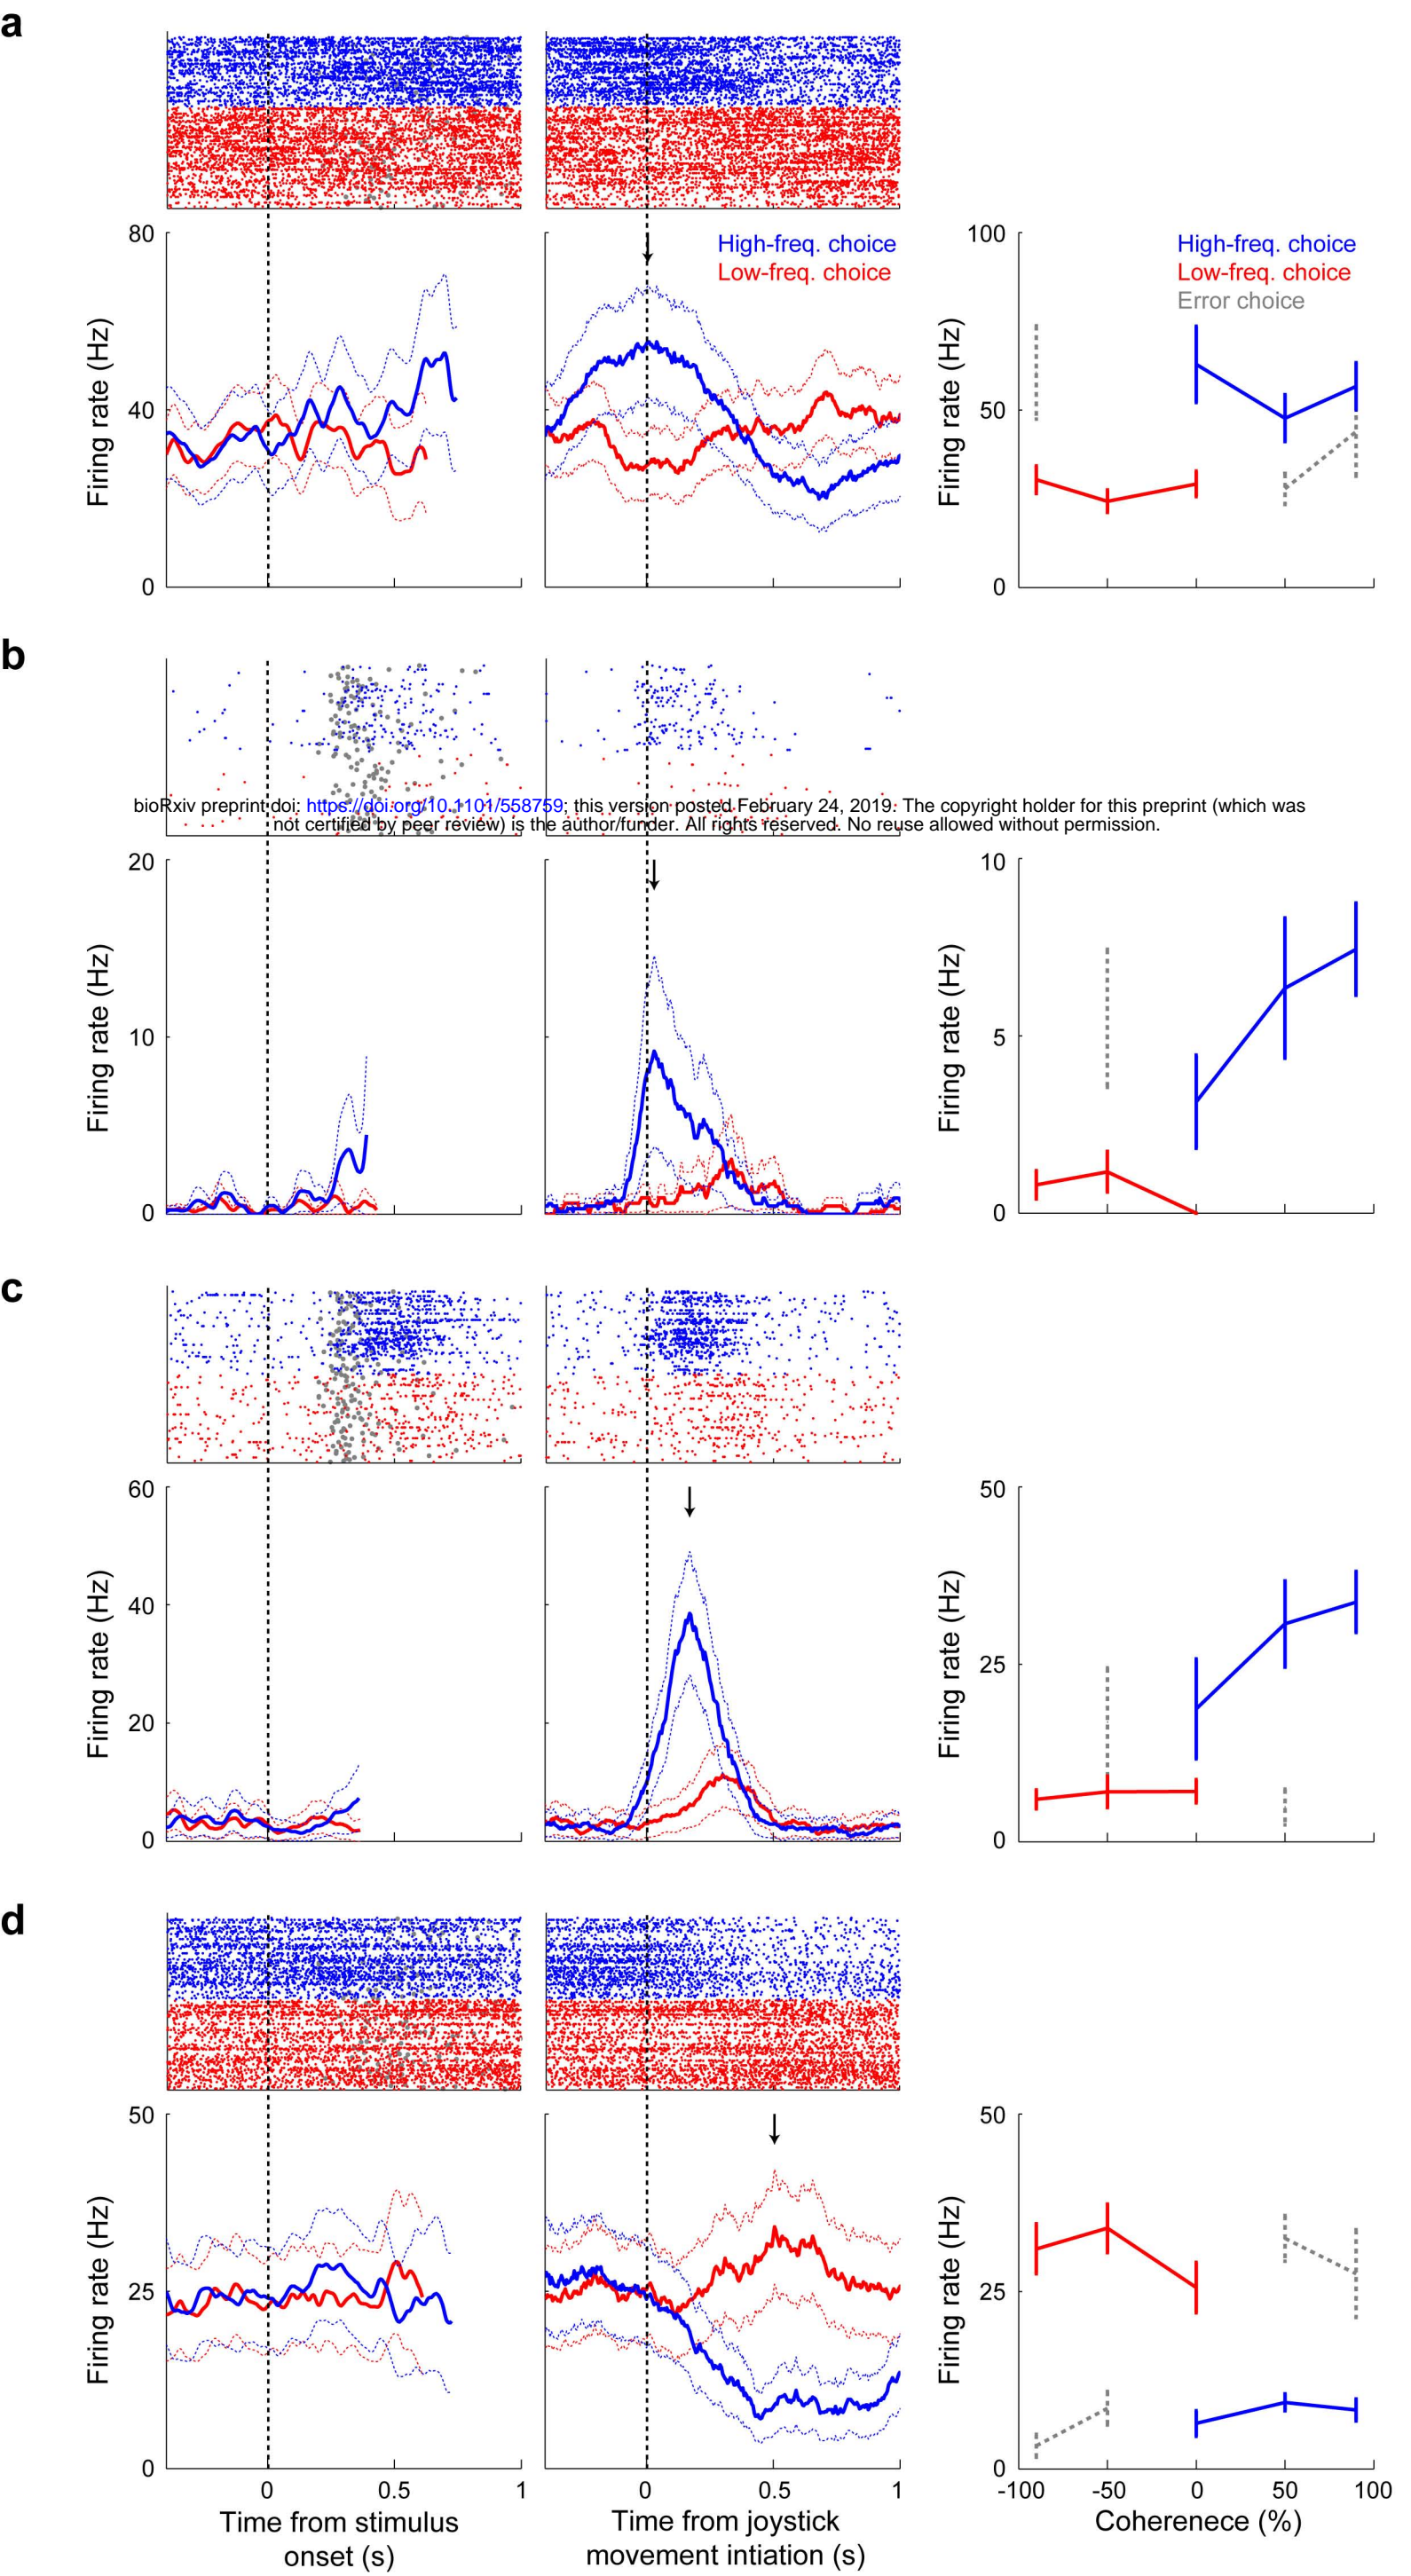 a
80
40
0
Firing rate (Hz)
High-freq. choice
Low-freq. choice
100
50
0
Firing rate (Hz)
High-freq. choice
Low-freq. choice
Error choice
b
bioRxiv preprint doi: https://doi.org/10.1101/558759; this version posted February 24, 2019. The copyright holder for this preprint (which was
not certified by peer review) is the author/funder. All rights reserved. No reuse allowed without permission.
20
10
0
Firing rate (Hz)
10
5
0
Firing rate (Hz)
c
60
40
20
0
Firing rate (Hz)
50
25
0
Firing rate (Hz)
d
50
25
0
Firing rate (Hz)
50
25
0
Firing rate (Hz)
0 0.5 1
Time from stimulus
onset (s)
0 0.5 1
Time from joystick
movement intiation (s)
-100 -50 0 50 100
Coherenece (%)